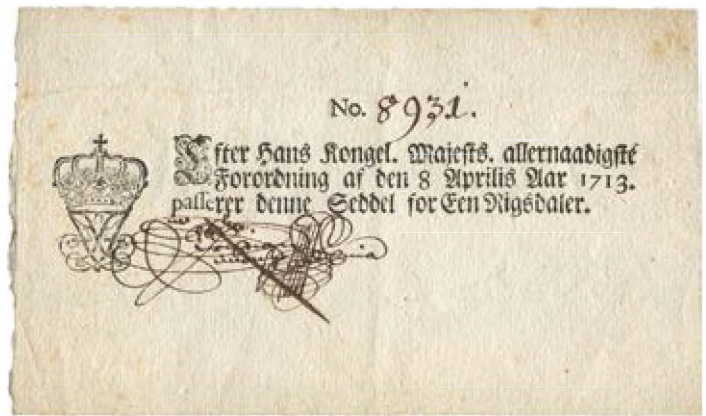 No. 8931.
Efter Hans Kongel. Majests. allernaadigste
Forordning af den 8 Aprilis Aar 1713.
passerer denne Seddel for Een Rigsdaler.